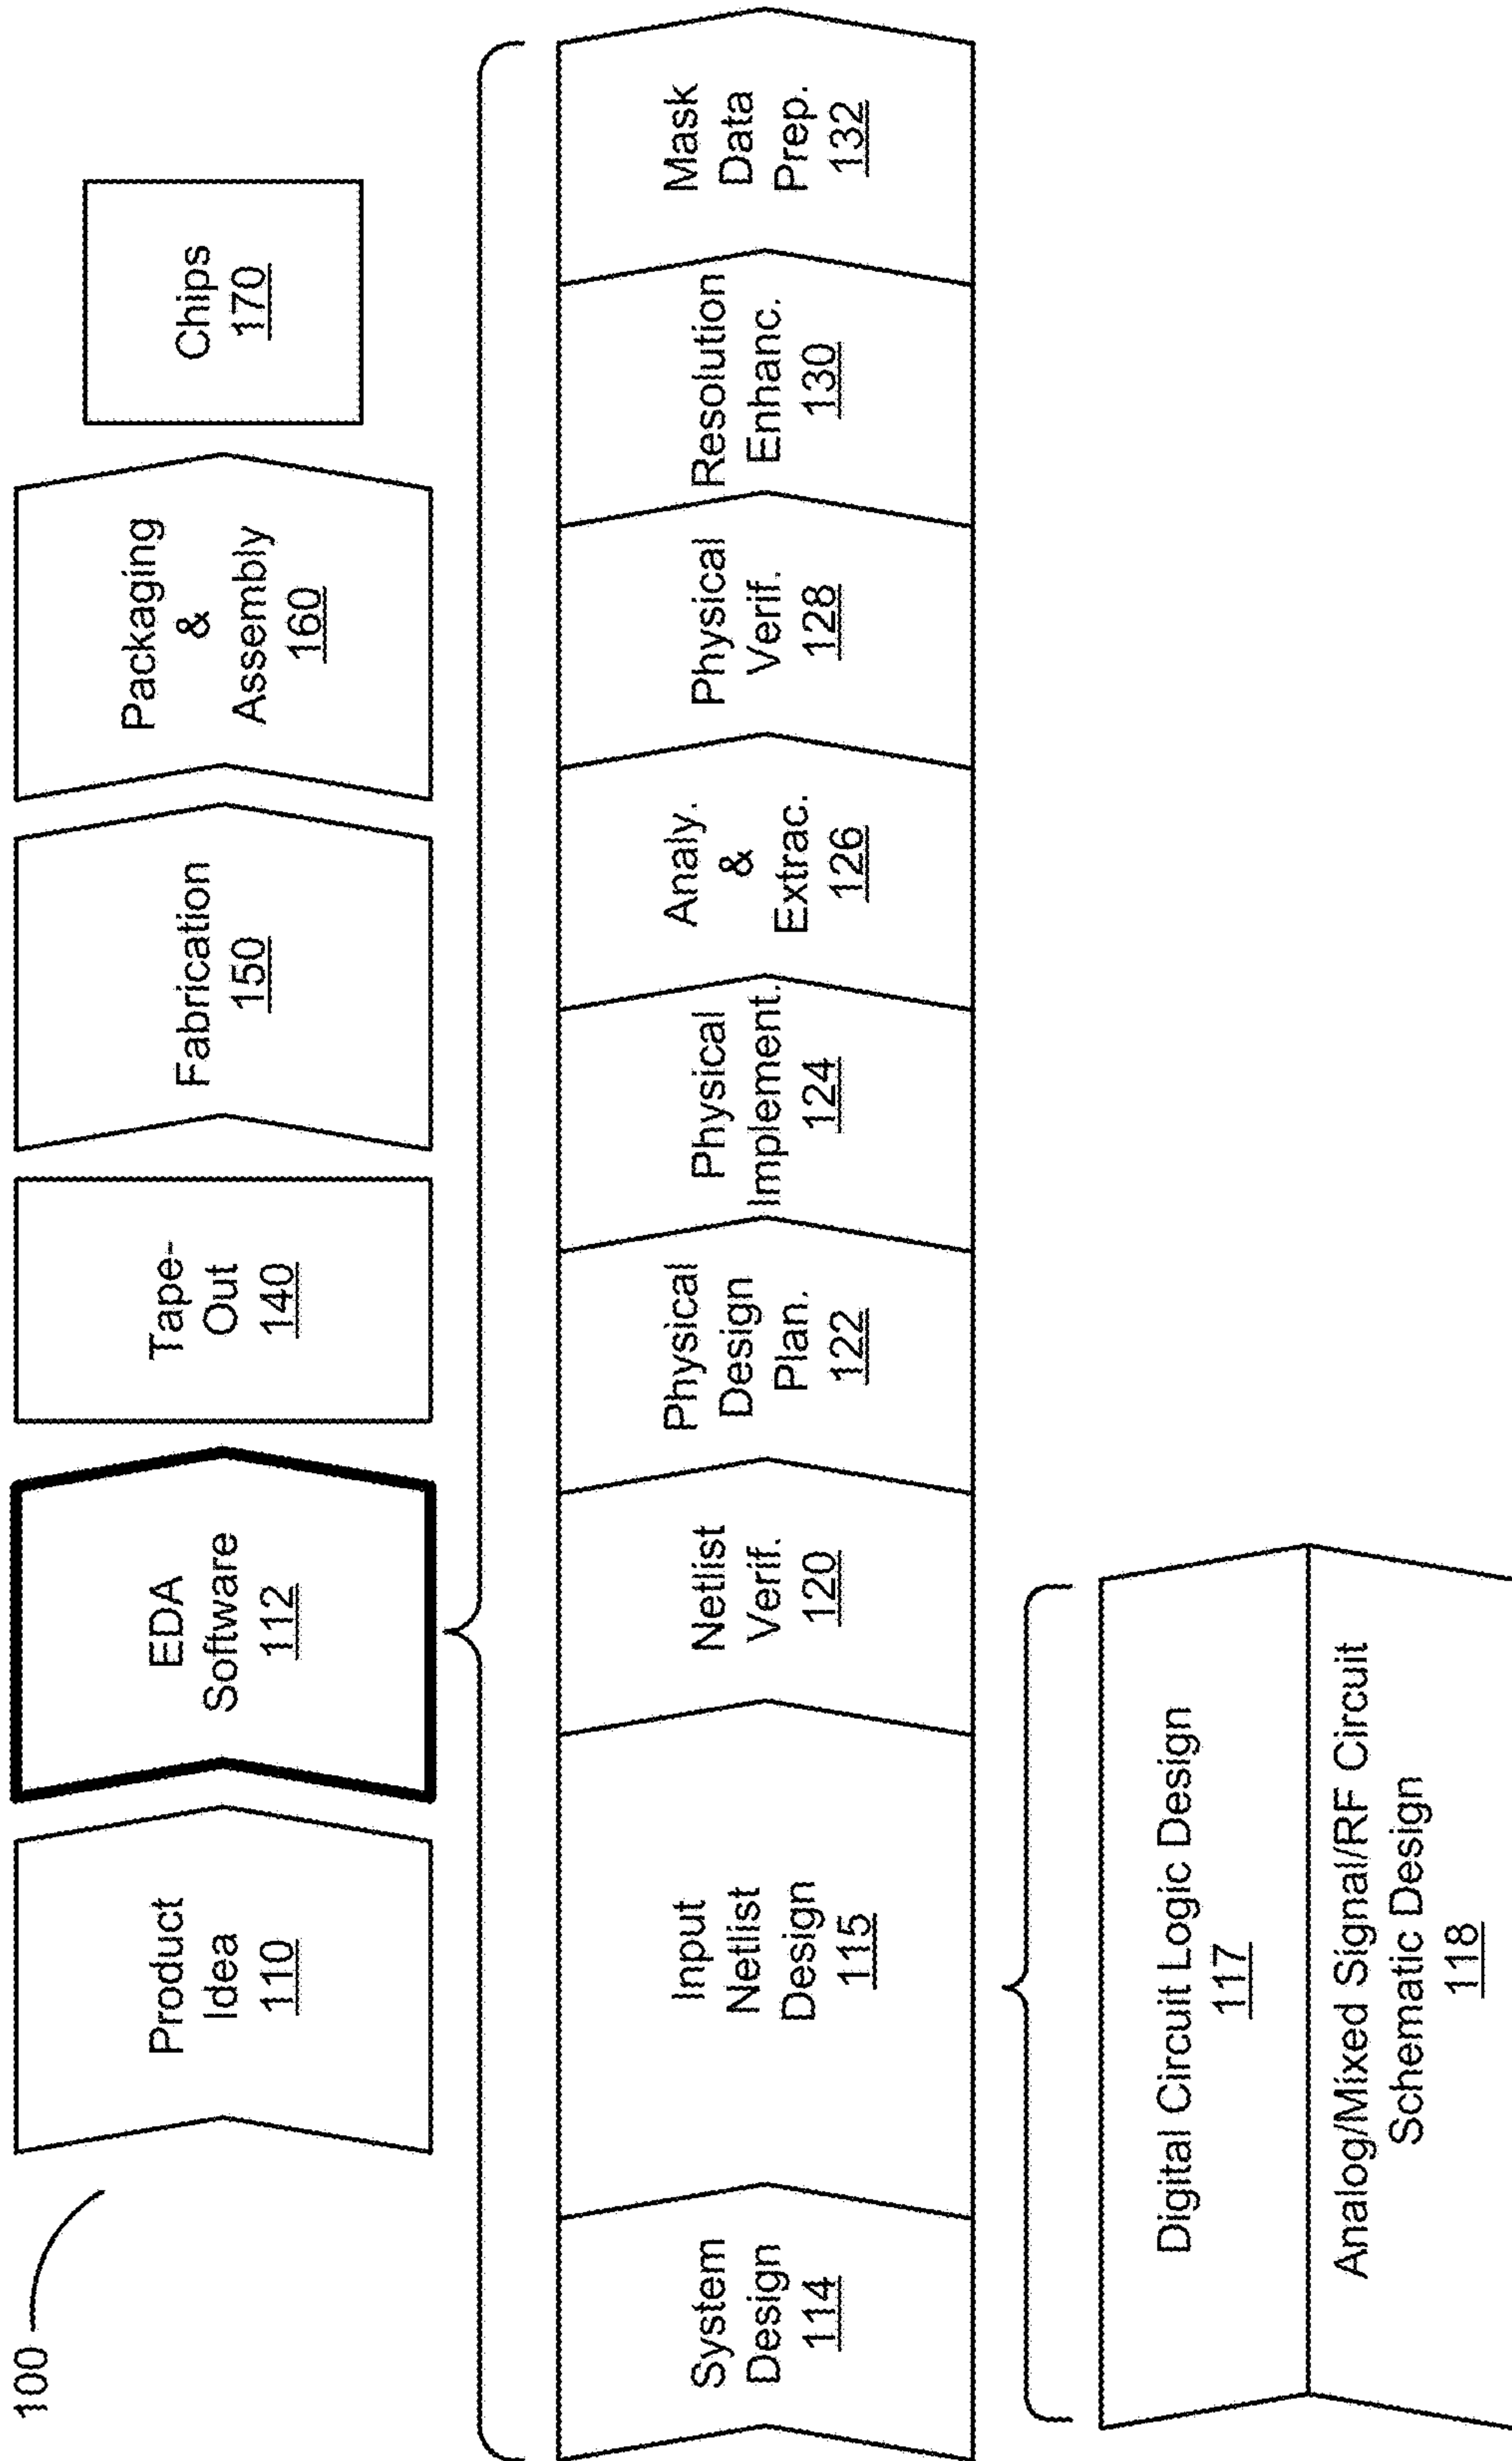 100
Product
Idea
110
EDA
Software
112
Tape-
Out
140
Fabrication
150
Packaging
&
Assembly
160
Chips
170
System
Design
114
Input
Netlist
Design
115
Netlist
Verif.
120
Physical
Design
Plan.
122
Physical
Implement.
124
Analy.
&
Extrac.
126
Physical
Verif.
128
Resolution
Enhanc.
130
Mask
Data
Prep.
132
Digital Circuit Logic Design
117
Analog/Mixed Signal/RF Circuit
Schematic Design
118